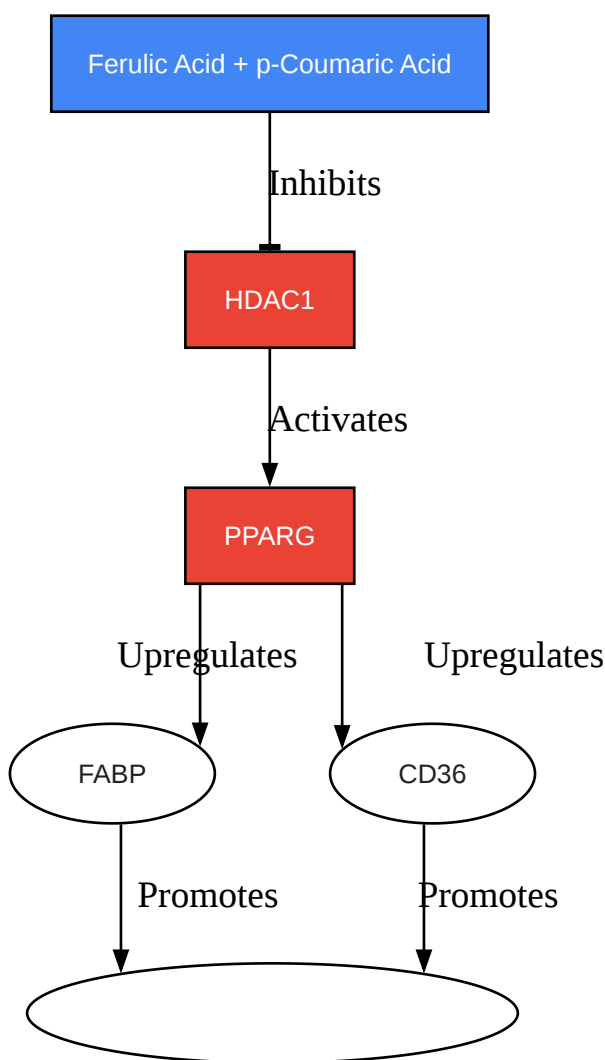 Ferulic Acid + p-Coumaric Acid
Inhibits
HDAC1
Activates
PPARG
Upregulates
Upregulates
FABP
CD36
Promotes
Promotes